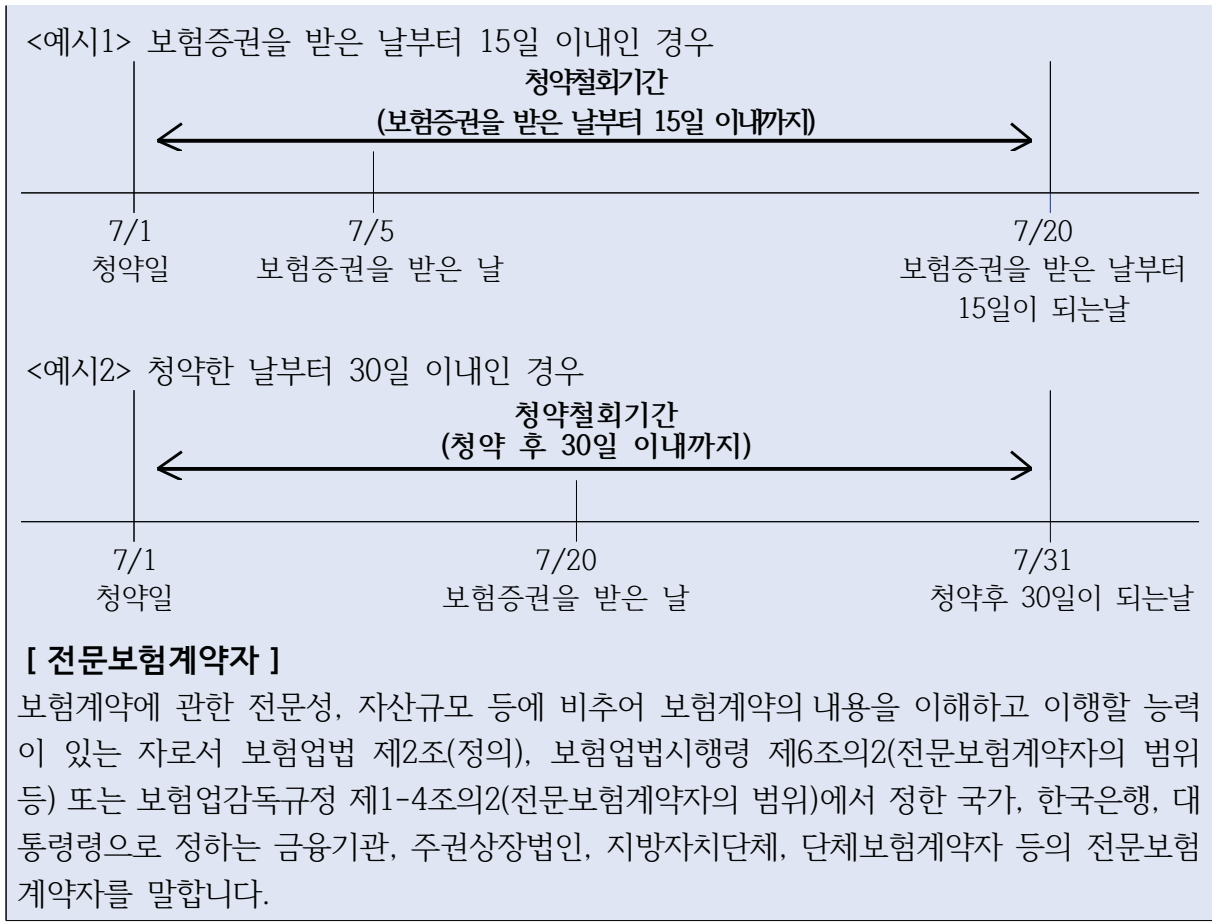 <예시1> 보험증권을 받은 날부터 15일 이내인 경우
청약철회기간
(보험증권을 받은 날부터 15일 이내까지)
7/1
7/5
7/20
청약일
보험증권을 받은 날
보험증권을 받은 날부터
15일이 되는날
<예시2> 청약한 날부터 30일 이내인 경우
청약철회기간
(청약 후 30일 이내까지)
7/1
7/20
7/31
청약일
보험증권을 받은 날
청약후 30일이 되는날
[ 전문보험계약자 ]
보험계약에 관한 전문성, 자산규모 등에 비추어 보험계약의 내용을 이해하고 이행할 능력
이 있는 자로서 보험업법 제2조(정의), 보험업법시행령 제6조의2(전문보험계약자의 범위
등) 또는 보험업감독규정 제1-4조의2(전문보험계약자의 범위)에서 정한 국가, 한국은행, 대
통령령으로 정하는 금융기관, 주권상장법인, 지방자치단체, 단체보험계약자 등의 전문보험
계약자를 말합니다.